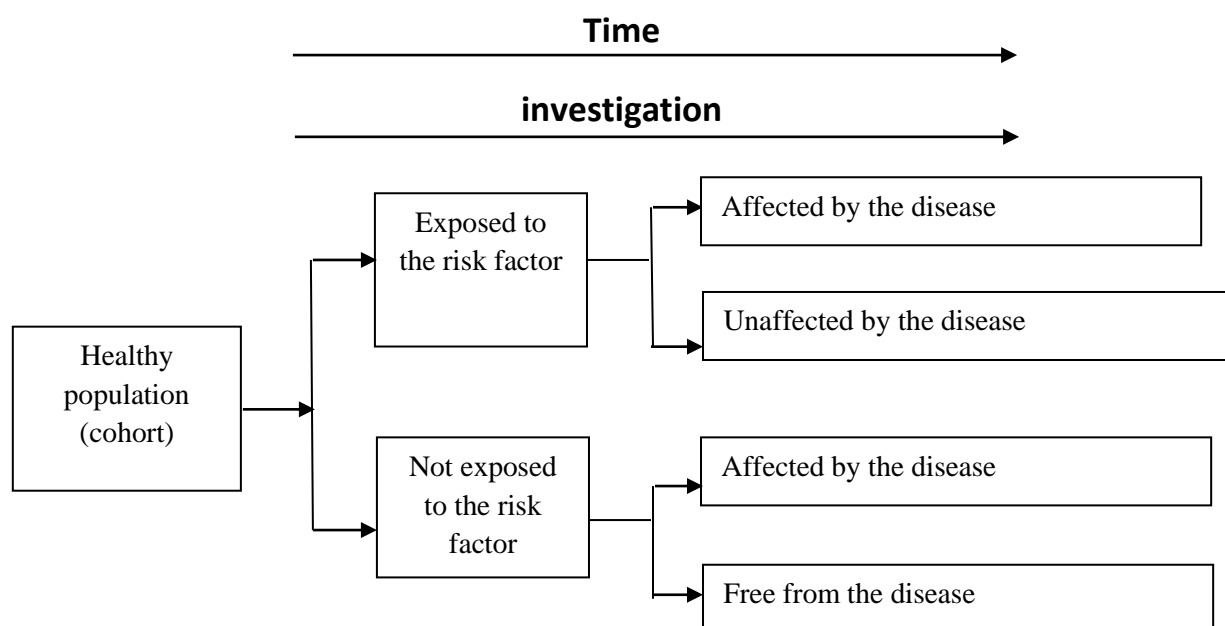 Time
investigation
Exposed to
the risk factor
Affected by the disease
Unaffected by the disease
Healthy
population
(cohort)
Not exposed
to the risk
factor
Affected by the disease
Free from the disease